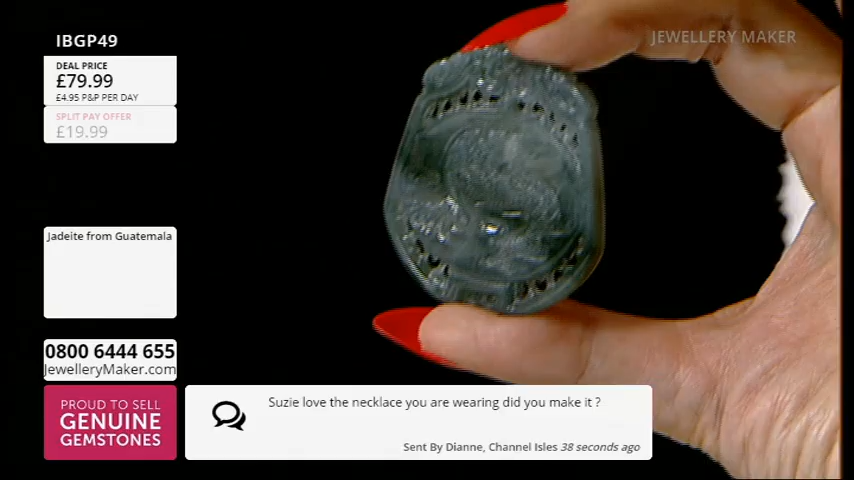 IBGP49
DEAL PRICE
£79.99
£4.95 P&P PER DAY
SPLIT PAY OFFER
£19.99
JEWELLERY MAKER
Jadeite from Guatemala
0800 6444 655
JewelleryMaker.com
PROUD TO SELL
GENUINE
GEMSTONES
Suzie love the necklace you are wearing did you make it ?
Sent By Dianne, Channel Isles 38 seconds ago